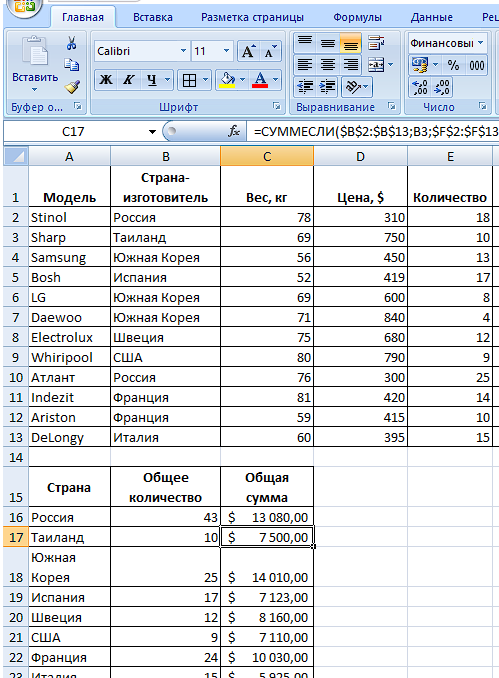 Главная Вставка Разметка страницы Формулы Данные
Calibri 11 A A Финансовы
Вставить Ж К Ч A % 000
Буфер о... Шрифт Выравнивание Число
C17 fx =СУММЕСЛИ($B$2:$B$13;B3;$F$2:$F$13
A B C D E
1 Модель Страна-
изготовитель Вес, кг Цена, $ Количество
2 Stinol Россия 78 310 18
3 Sharp Таиланд 69 750 10
4 Samsung Южная Корея 56 450 13
5 Bosh Испания 52 419 17
6 LG Южная Корея 69 600 8
7 Daewoo Южная Корея 71 840 4
8 Electrolux Швеция 75 680 12
9 Whiripool США 80 790 9
10 Атлант Россия 76 300 25
11 Indezit Франция 81 420 14
12 Ariston Франция 59 415 10
13 DeLongy Италия 60 395 15
14
15 Страна Общее
количество Общая
сумма
16 Россия 43 $ 13 080,00
17 Таиланд 10 $ 7 500,00
18 Южная
Корея 25 $ 14 010,00
19 Испания 17 $ 7 123,00
20 Швеция 12 $ 8 160,00
21 США 9 $ 7 110,00
22 Франция 24 $ 10 030,00
23 Италия 15 $ 5 925,00